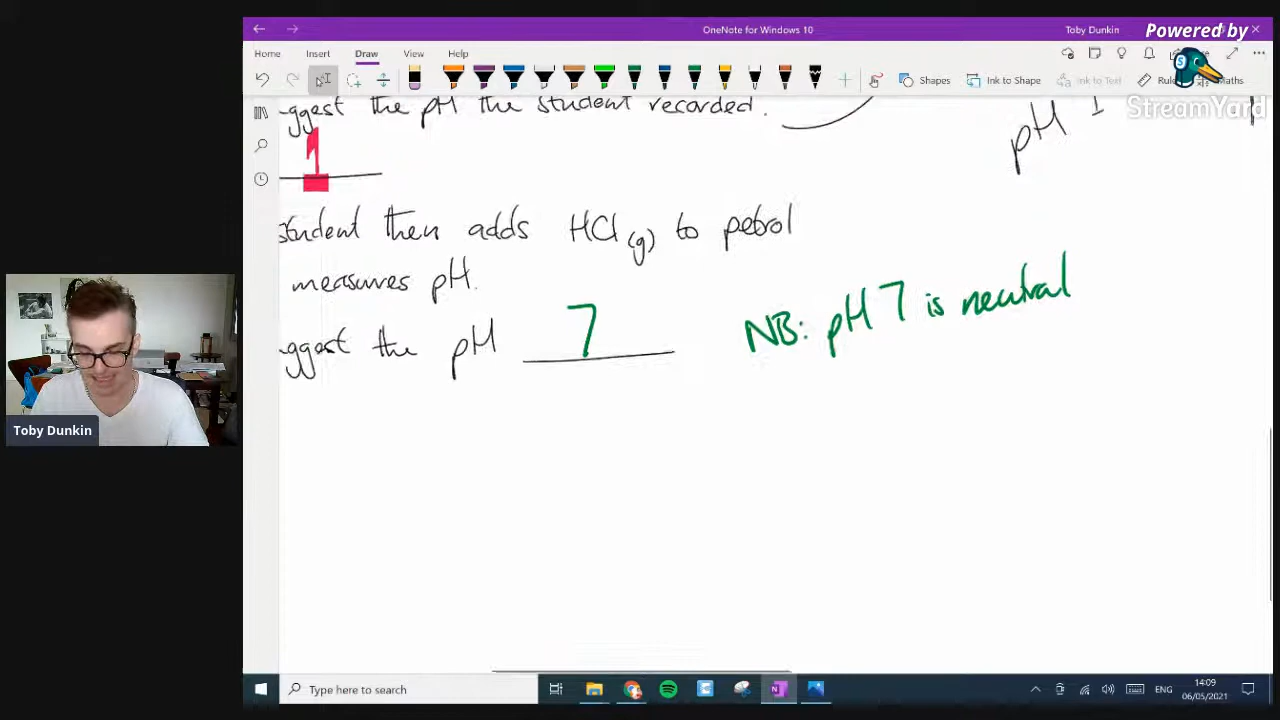 OneNote for Windows 10
Toby Dunkin
Powered by
StreamYard
Home Insert Draw View Help
Shapes Ink to Shape Ink to Text Maths
ggest the pH the student recorded.
pH 1
1
student then adds HCl (g) to petrol
measures pH.
ggest the pH 7
NB: pH 7 is neutral
Toby Dunkin
Type here to search
ENG
14:09
06/05/2021